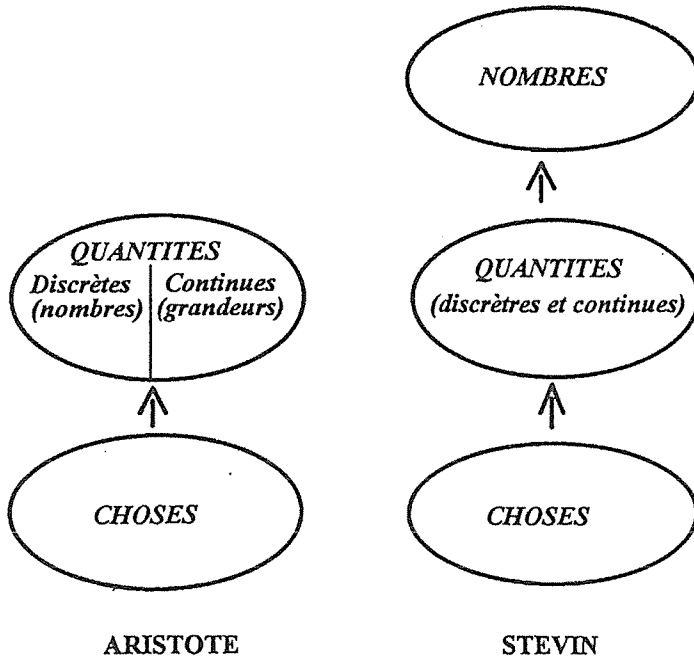 NOMBRES
QUANTITES
Discrètes
(nombres)
Continues
(grandeurs)
QUANTITES
(discrètres et continues)
CHOSES
CHOSES
ARISTOTE
STEVIN